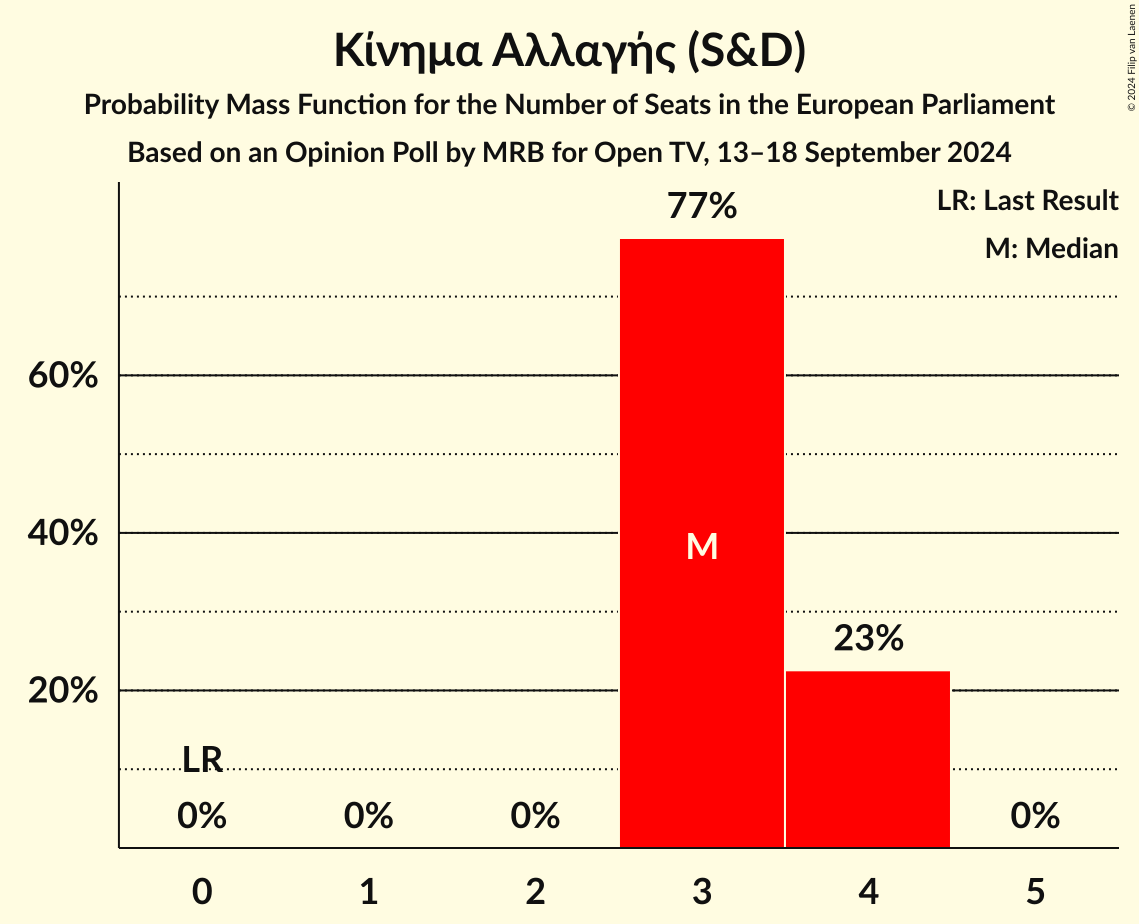 Κίνημα Αλλαγής (S&D)
Probability Mass Function for the Number of Seats in the European Parliament
Based on an Opinion Poll by MRB for Open TV, 13–18 September 2024
© 2024 Filip van Laenen
LR: Last Result
M: Median
77%
60%
40%
M
23%
20%
LR
0% 0% 0% 0%
0 1 2 3 4 5